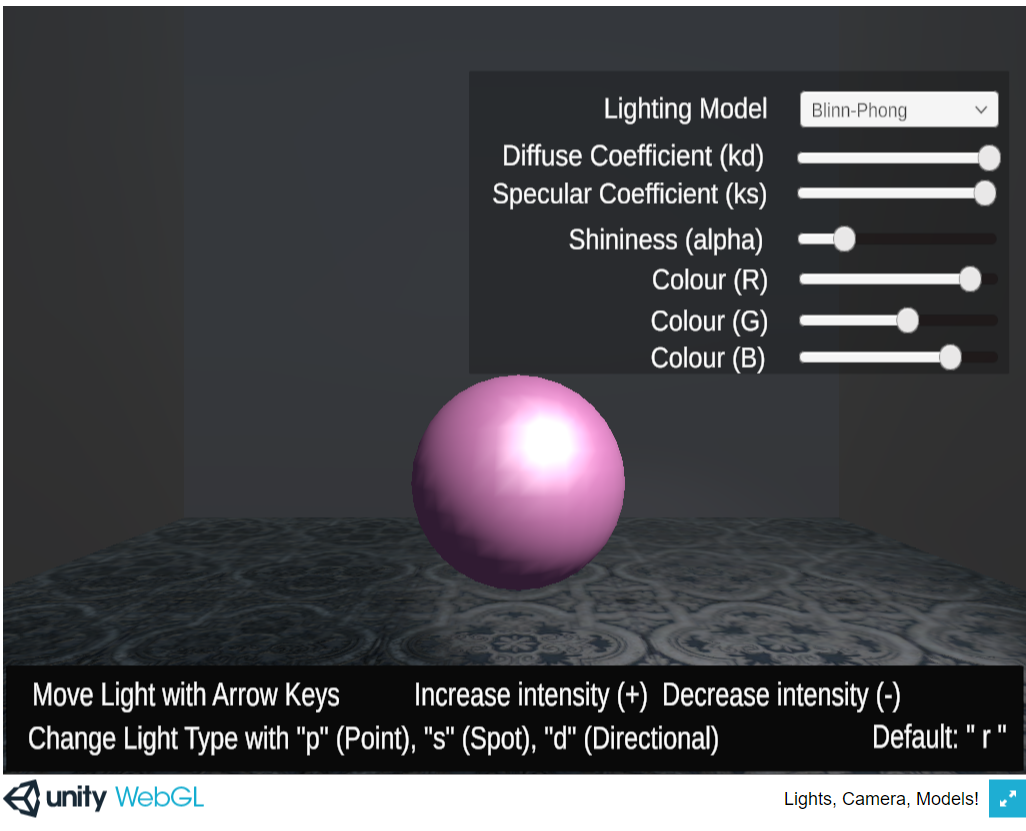 Lighting Model Blinn-Phong
Diffuse Coefficient (kd)
Specular Coefficient (ks)
Shininess (alpha)
Colour (R)
Colour (G)
Colour (B)
Move Light with Arrow Keys Increase intensity (+) Decrease intensity (-)
Change Light Type with "p" (Point), "s" (Spot), "d" (Directional) Default: " r "
unity WebGL Lights, Camera, Models!